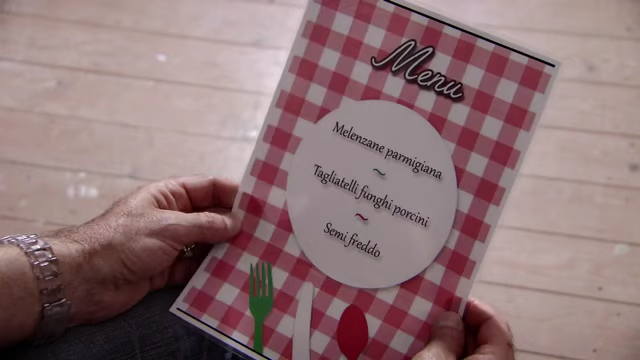 Menu
Melenzane parmigiana
~
Tagliatelli funghi porcini
~
Semi freddo